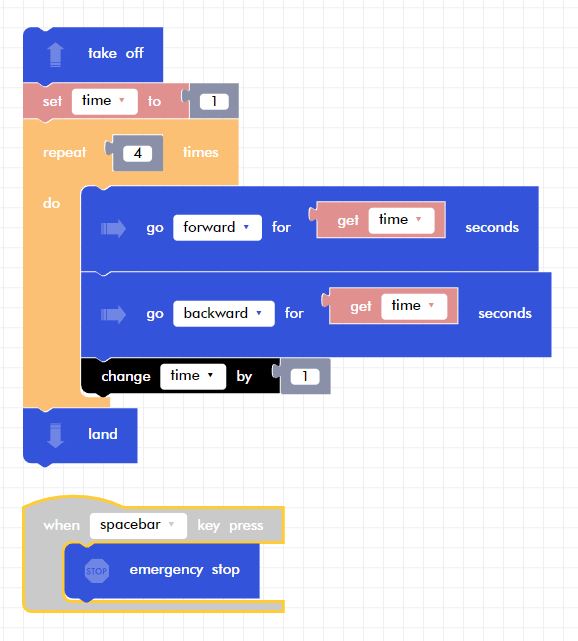 take off
set time to 1
repeat 4 times
do
go forward for get time seconds
go backward for get time seconds
change time by 1
land
when spacebar key press
STOP emergency stop